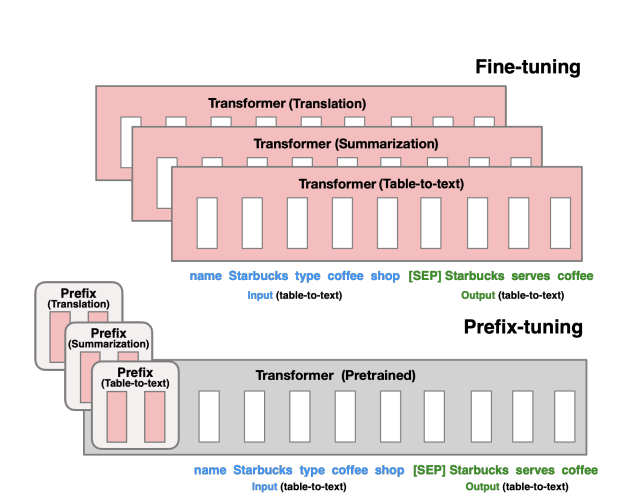 Fine-tuning
Transformer (Translation)
Transformer (Summarization)
Transformer (Table-to-text)
name Starbucks type coffee shop [SEP] Starbucks serves coffee
Input (table-to-text) Output (table-to-text)
Prefix-tuning
Prefix
(Translation)
Prefix
(Summarization)
Prefix
(Table-to-text)
Transformer (Pretrained)
name Starbucks type coffee shop [SEP] Starbucks serves coffee
Input (table-to-text) Output (table-to-text)